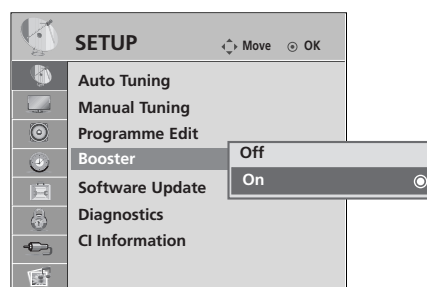 SETUP
Move OK
Auto Tuning
Manual Tuning
Programme Edit
Booster
Off
On
Software Update
Diagnostics
CI Information